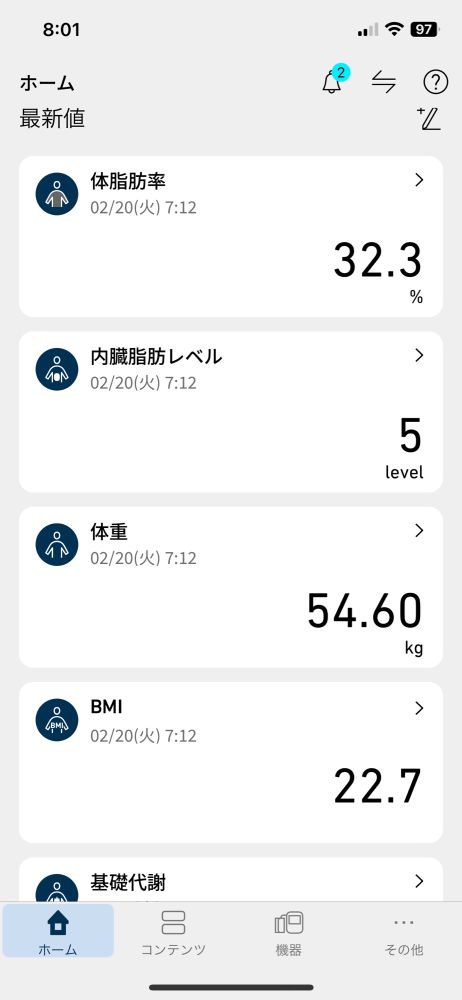 8:01
97
ホーム
2
?
最新値
体脂肪率
02/20(火) 7:12
32.3
%
内臓脂肪レベル
02/20(火) 7:12
5
level
体重
02/20(火) 7:12
54.60
kg
BMI
BMI
02/20(火) 7:12
22.7
基礎代謝
ホーム
コンテンツ
機器
その他